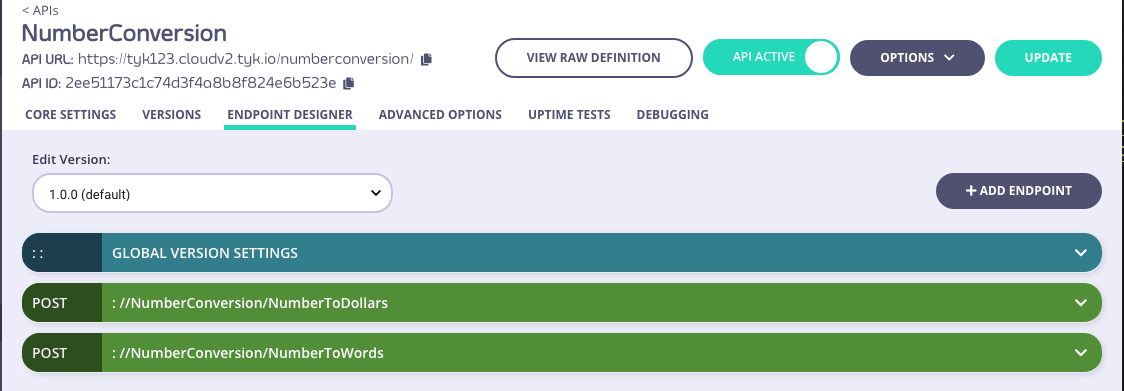 < APIs
NumberConversion
API URL: https://tyk123.cloudv2.tyk.io/numberconversion/
API ID: 2ee51173c1c74d3f4a8b8f824e6b523e
VIEW RAW DEFINITION
API ACTIVE
OPTIONS
UPDATE
CORE SETTINGS VERSIONS ENDPOINT DESIGNER ADVANCED OPTIONS UPTIME TESTS DEBUGGING
Edit Version:
1.0.0 (default)
+ ADD ENDPOINT
: : GLOBAL VERSION SETTINGS
POST : //NumberConversion/NumberToDollars
POST : //NumberConversion/NumberToWords